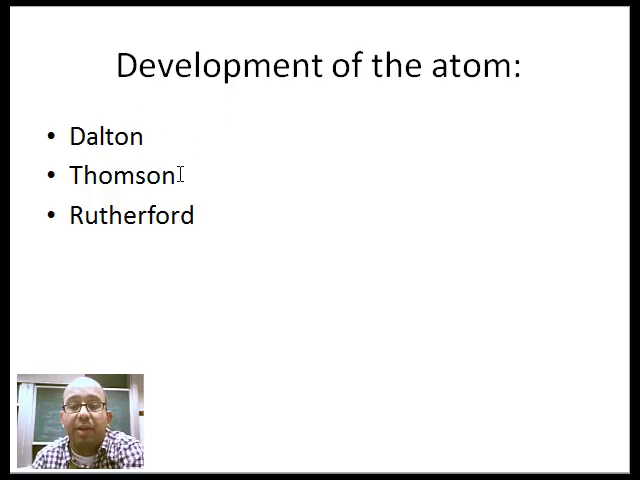 Development of the atom:
• Dalton
• Thomson
• Rutherford